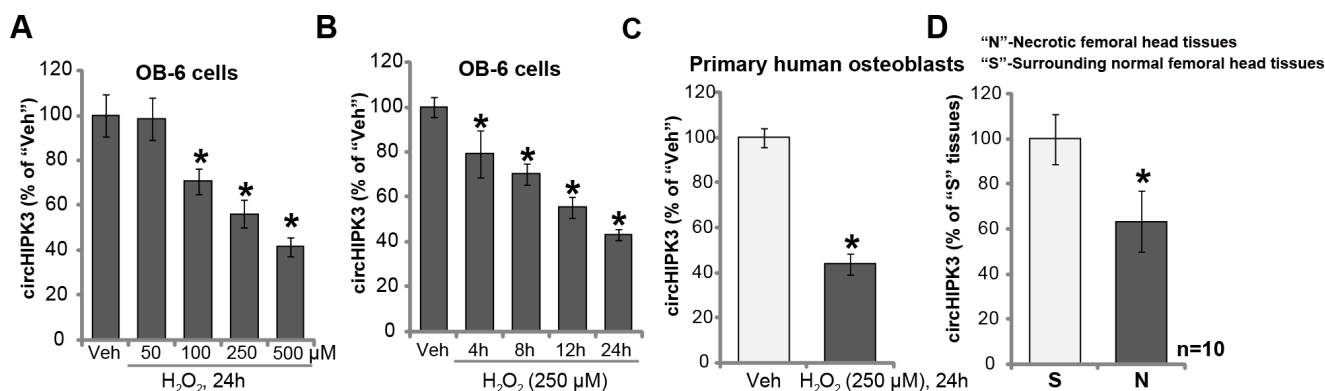 A
OB-6 cells
circHIPK3 (% of “Veh”)
120
100
80
60
40
20
0
*
*
*
Veh 50 100 250 500 µM
H₂O₂, 24h
B
OB-6 cells
circHIPK3 (% of “Veh”)
120
100
80
60
40
20
0
*
*
*
*
Veh 4h 8h 12h 24h
H₂O₂ (250 µM)
C
Primary human osteoblasts
circHIPK3 (% of “Veh”)
120
100
80
60
40
20
0
*
Veh H₂O₂ (250 µM), 24h
D
“N”-Necrotic femoral head tissues
“S”-Surrounding normal femoral head tissues
circHIPK3 (% of “S” tissues)
120
100
80
60
40
20
0
*
n=10
S N